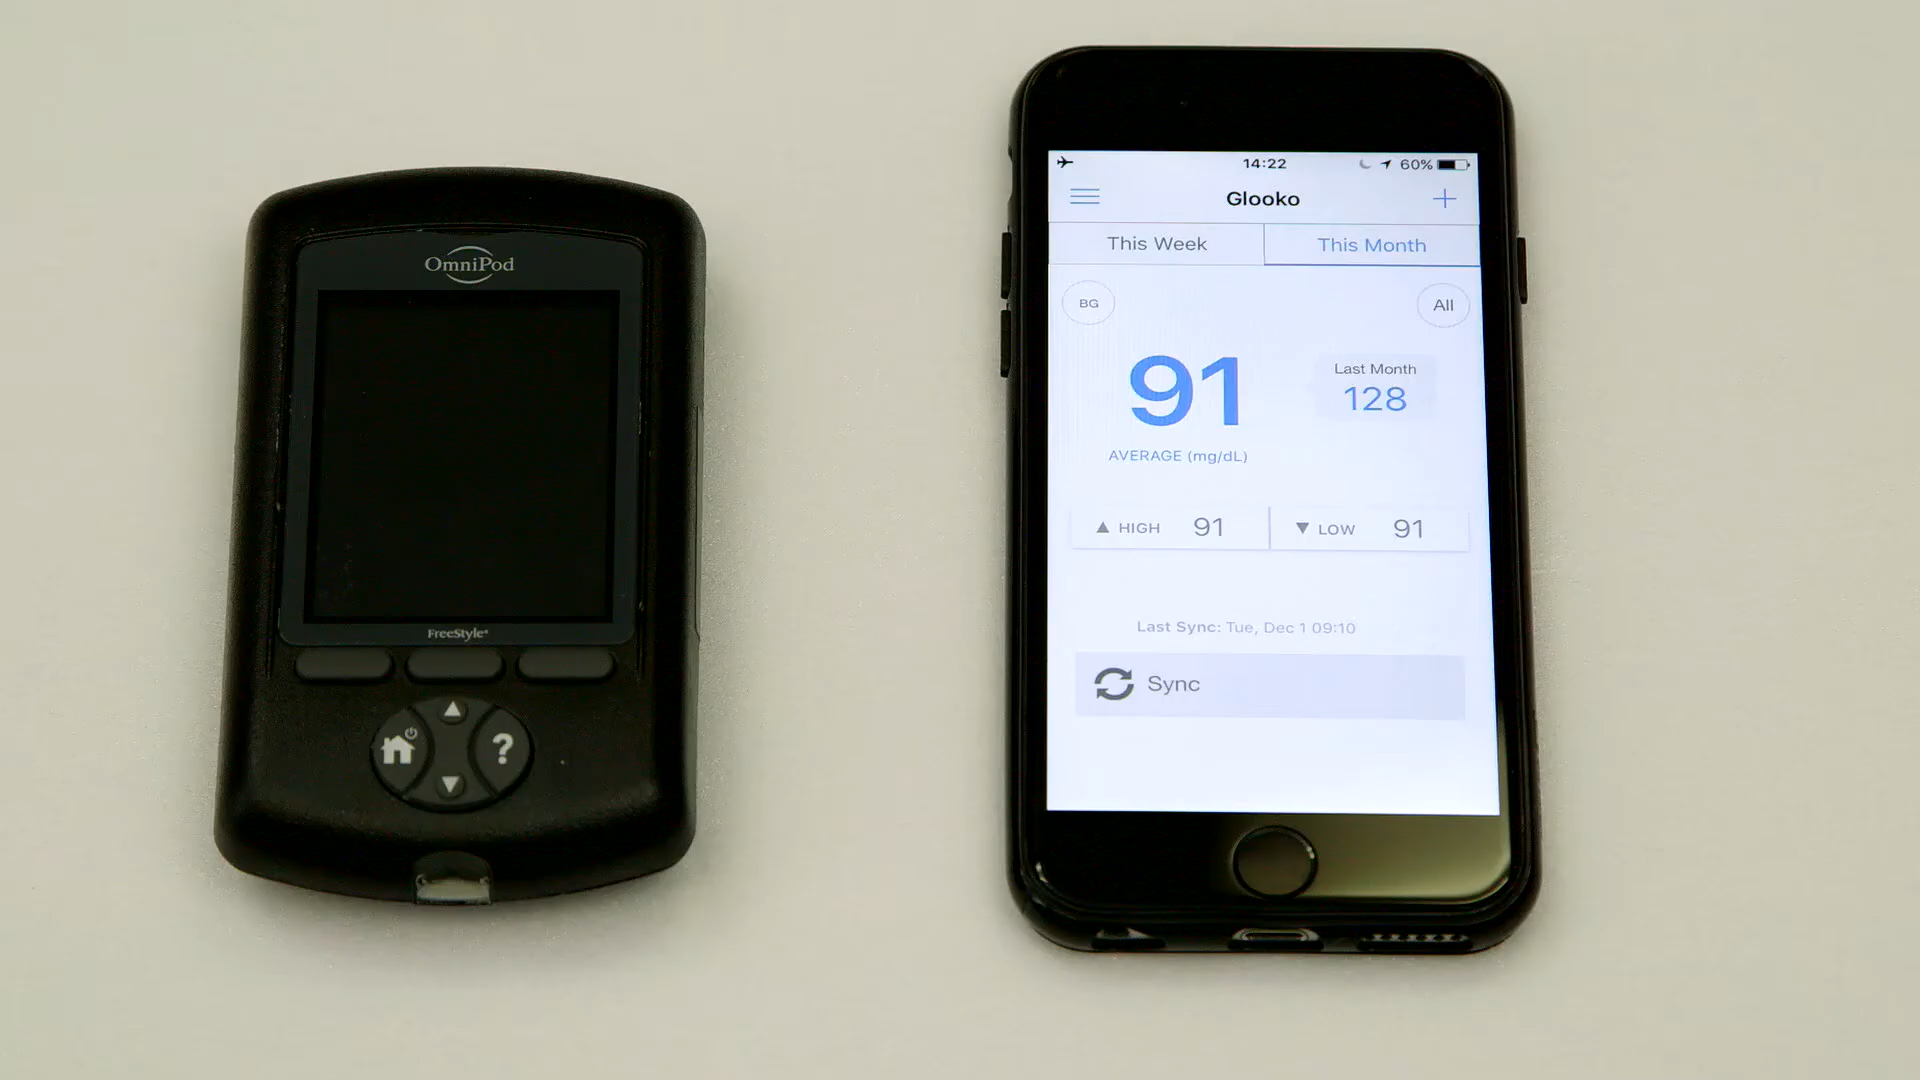 OmniPod
FreeStyle
?
14:22
60%
Glooko
This Week
This Month
BG
All
91
Last Month
128
AVERAGE (mg/dL)
▲ HIGH 91
▼ LOW 91
Last Sync: Tue, Dec 1 09:10
Sync